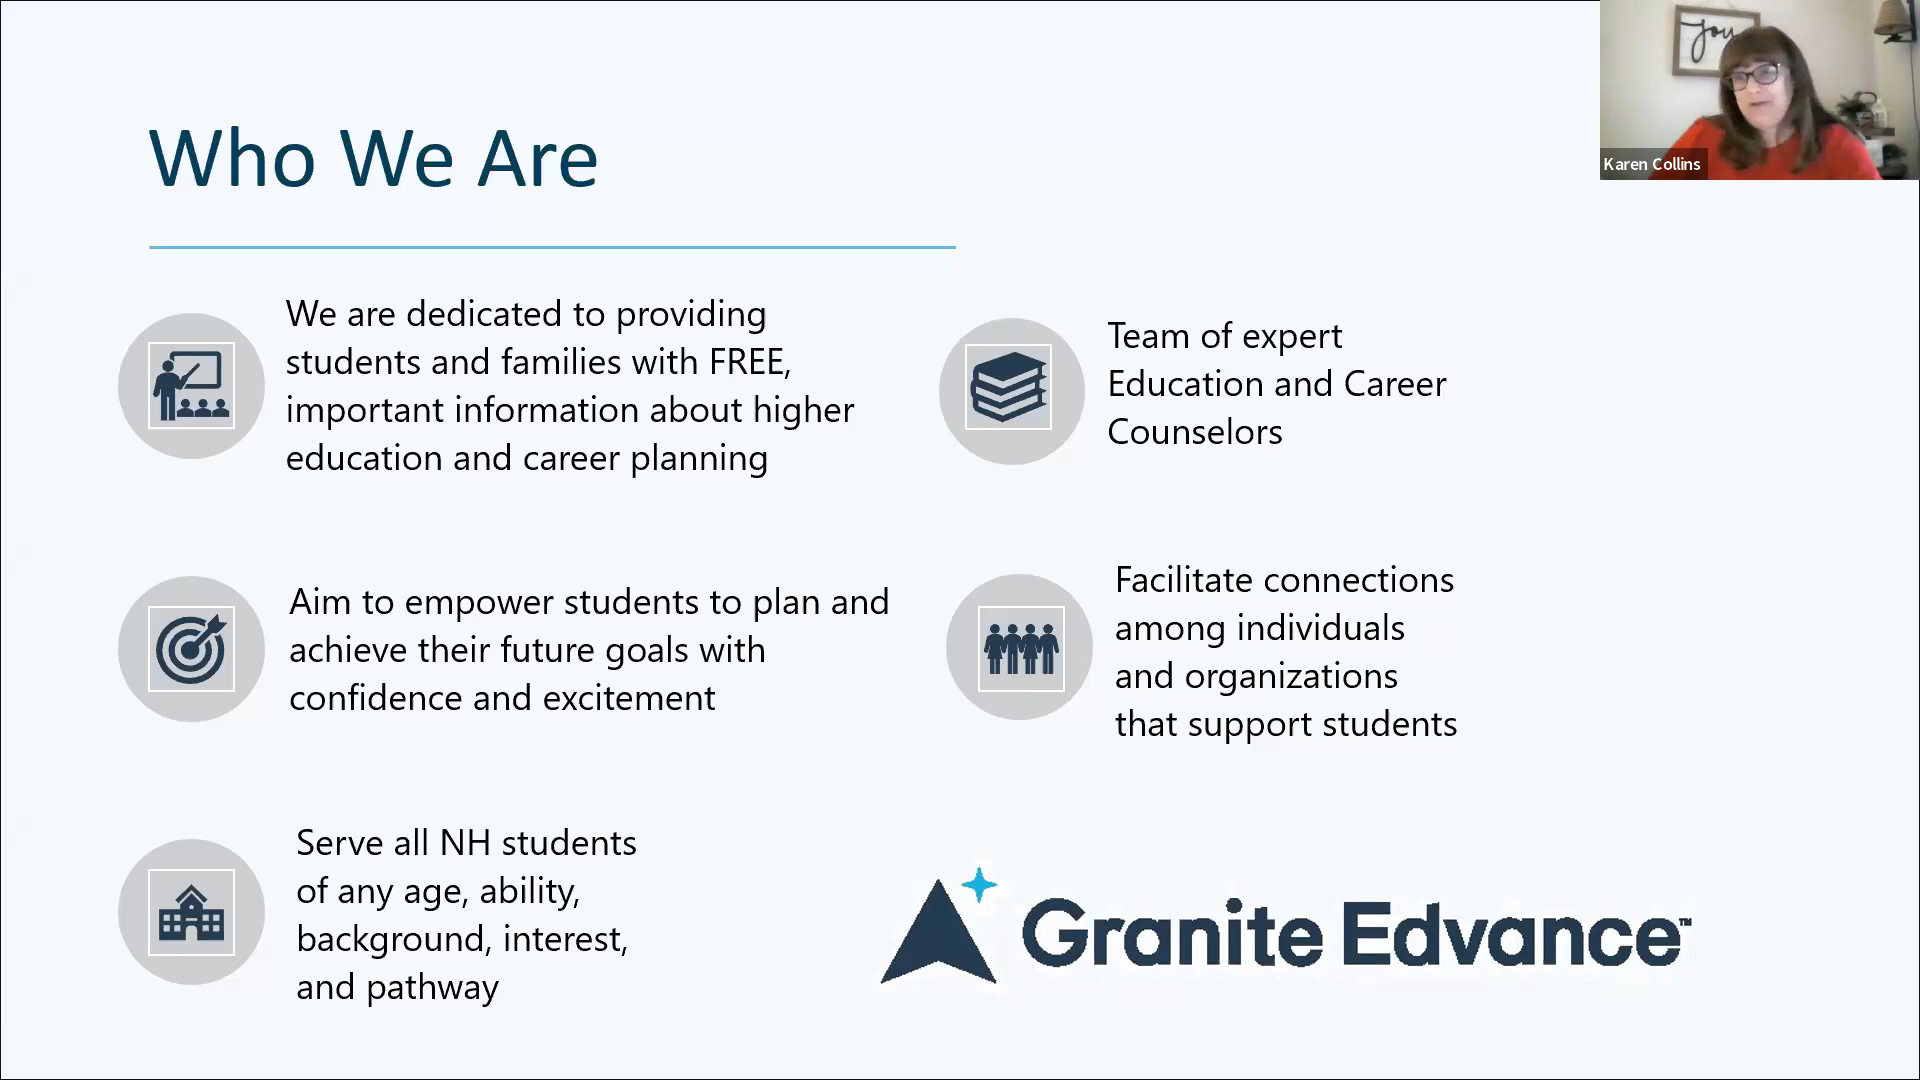 Who We Are
We are dedicated to providing
students and families with FREE,
important information about higher
education and career planning
Team of expert
Education and Career
Counselors
Aim to empower students to plan and
achieve their future goals with
confidence and excitement
Facilitate connections
among individuals
and organizations
that support students
Serve all NH students
of any age, ability,
background, interest,
and pathway
Granite Edvance™
Karen Collins